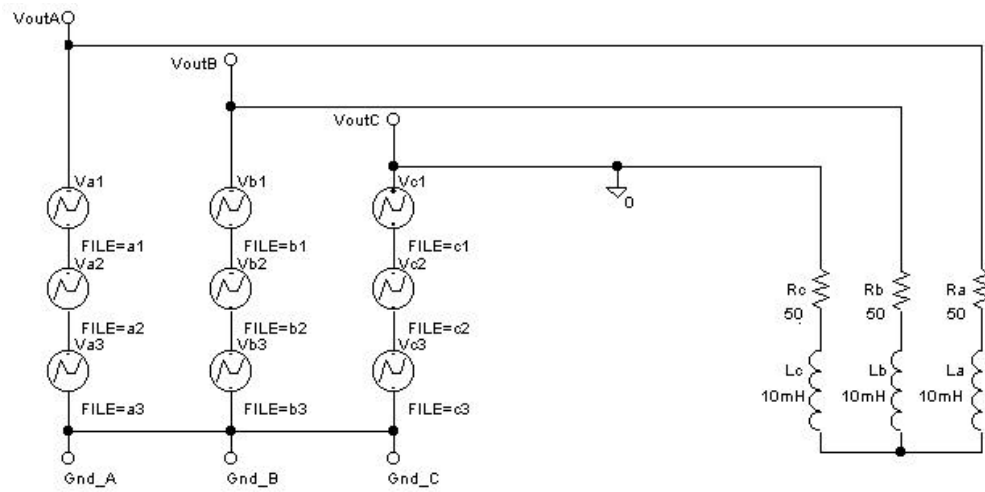 VoutA
VoutB
VoutC
Va1
Vb1
Vc1
0
FILE=a1
FILE=b1
FILE=c1
Va2
Vb2
Vc2
Rc
Rb
Ra
50
50
50
FILE=a2
FILE=b2
FILE=c2
Va3
Vb3
Vc3
Lc
Lb
La
10mH
10mH
10mH
FILE=a3
FILE=b3
FILE=c3
Gnd_A
Gnd_B
Gnd_C